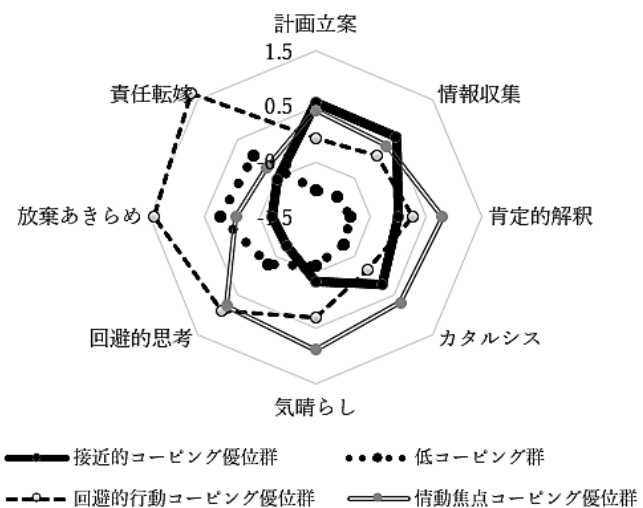 計画立案
1.5
責任転嫁
情報収集
0.5
放棄あきらめ
肯定的解釈
回避的思考
カタルシス
気晴らし
接近的コーピング優位群
低コーピング群
回避的行動コーピング優位群
情動焦点コーピング優位群